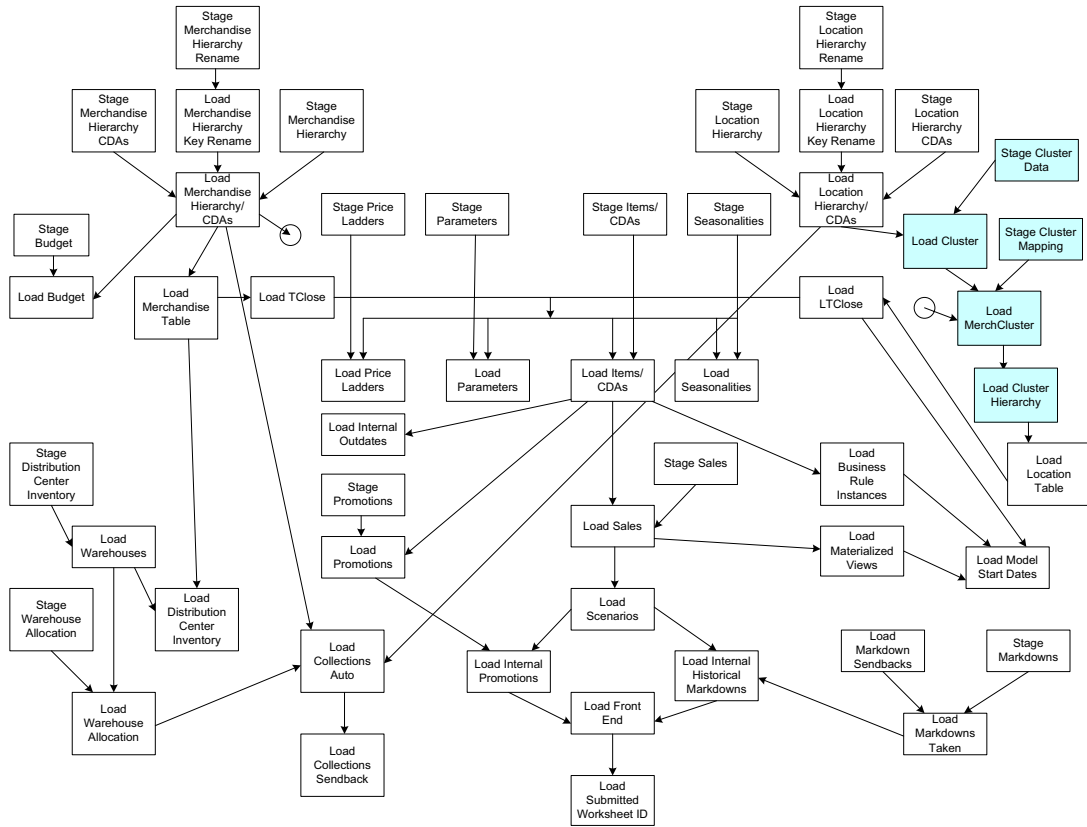 Stage
Merchandise
Hierarchy
Rename
Stage
Location
Hierarchy
Rename
Stage
Merchandise
Hierarchy
CDAs
Load
Merchandise
Hierarchy
Key Rename
Stage
Merchandise
Hierarchy
Stage
Location
Hierarchy
Load
Location
Hierarchy
Key Rename
Stage
Location
Hierarchy
CDAs
Stage Cluster
Data
Load
Merchandise
Hierarchy/
CDAs
Load
Location
Hierarchy/
CDAs
Stage
Budget
Stage Price
Ladders
Stage
Parameters
Stage Items/
CDAs
Stage
Seasonalities
Load Cluster
Stage Cluster
Mapping
Load Budget
Load
Merchandise
Table
Load TClose
Load
LTClose
Load
MerchCluster
Load Price
Ladders
Load
Parameters
Load Items/
CDAs
Load
Seasonalities
Load Cluster
Hierarchy
Load Internal
Outdates
Stage
Distribution
Center
Inventory
Stage
Promotions
Stage Sales
Load
Business
Rule
Instances
Load
Location
Table
Load
Warehouses
Load
Promotions
Load Sales
Load
Materialized
Views
Load Model
Start Dates
Stage
Warehouse
Allocation
Load
Distribution
Center
Inventory
Load
Scenarios
Load
Collections
Auto
Load Internal
Promotions
Load Internal
Historical
Markdowns
Load
Markdown
Sendbacks
Stage
Markdowns
Load
Warehouse
Allocation
Load Front
End
Load
Markdowns
Taken
Load
Collections
Sendback
Load
Submitted
Worksheet ID